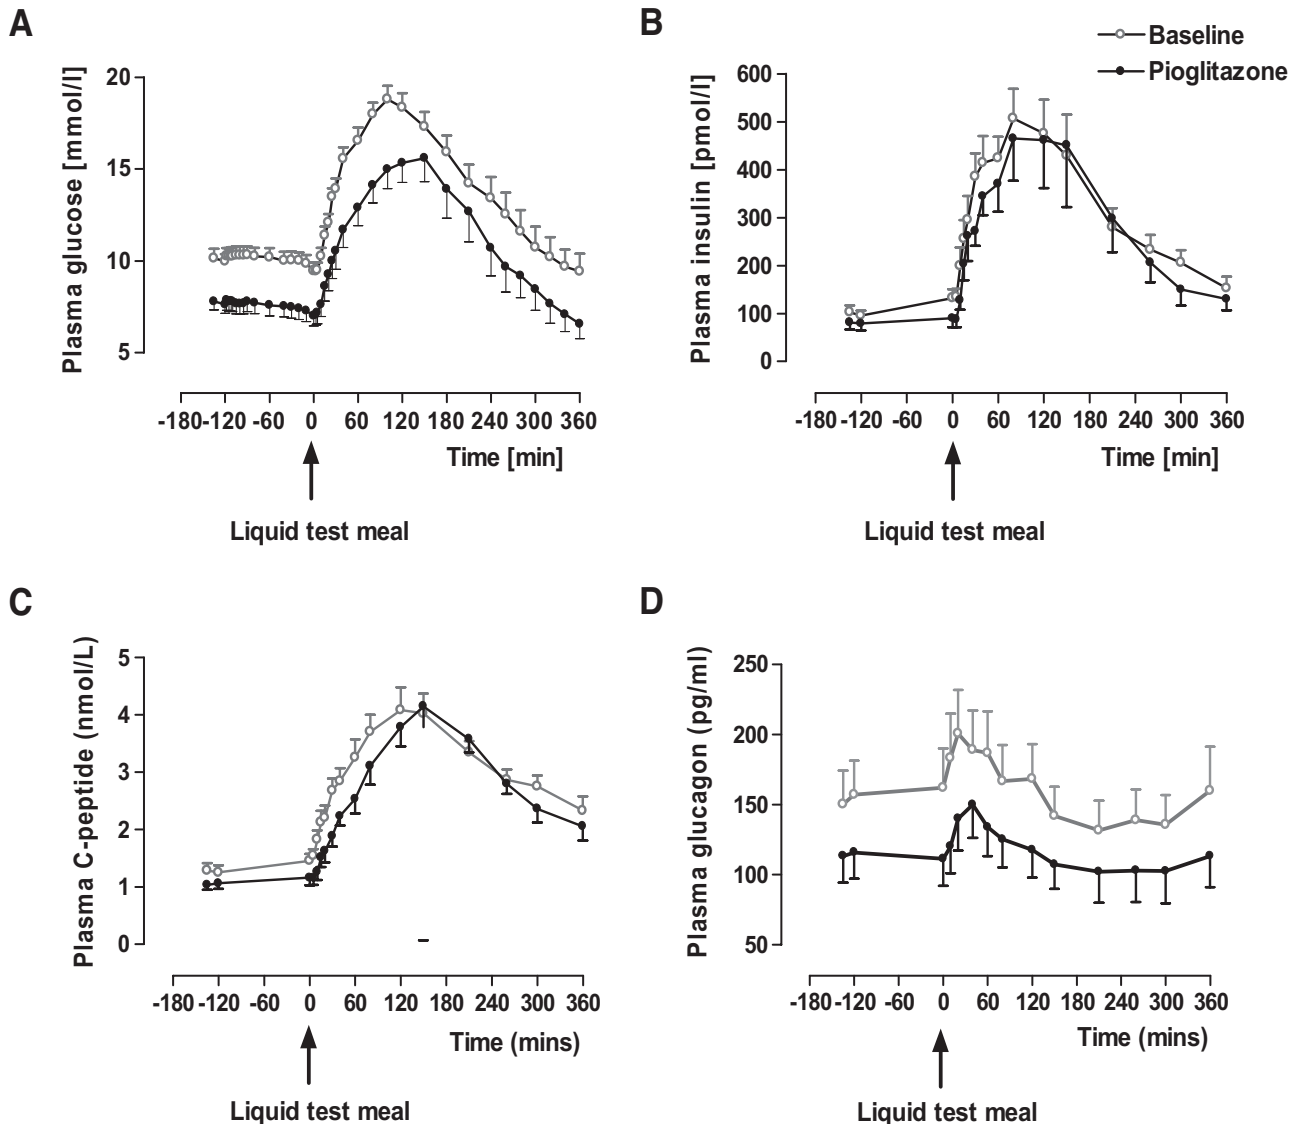 A
B
Baseline
Pioglitazone
Plasma glucose [mmol/l]
20
15
10
5
-180 -120 -60 0 60 120 180 240 300 360
Time [min]
Liquid test meal
Plasma insulin [pmol/l]
600
500
400
300
200
100
0
-180 -120 -60 0 60 120 180 240 300 360
Time [min]
Liquid test meal
C
D
Plasma C-peptide (nmol/L)
5
4
3
2
1
0
-180 -120 -60 0 60 120 180 240 300 360
Time (mins)
Liquid test meal
Plasma glucagon (pg/ml)
250
200
150
100
50
-180 -120 -60 0 60 120 180 240 300 360
Time (mins)
Liquid test meal